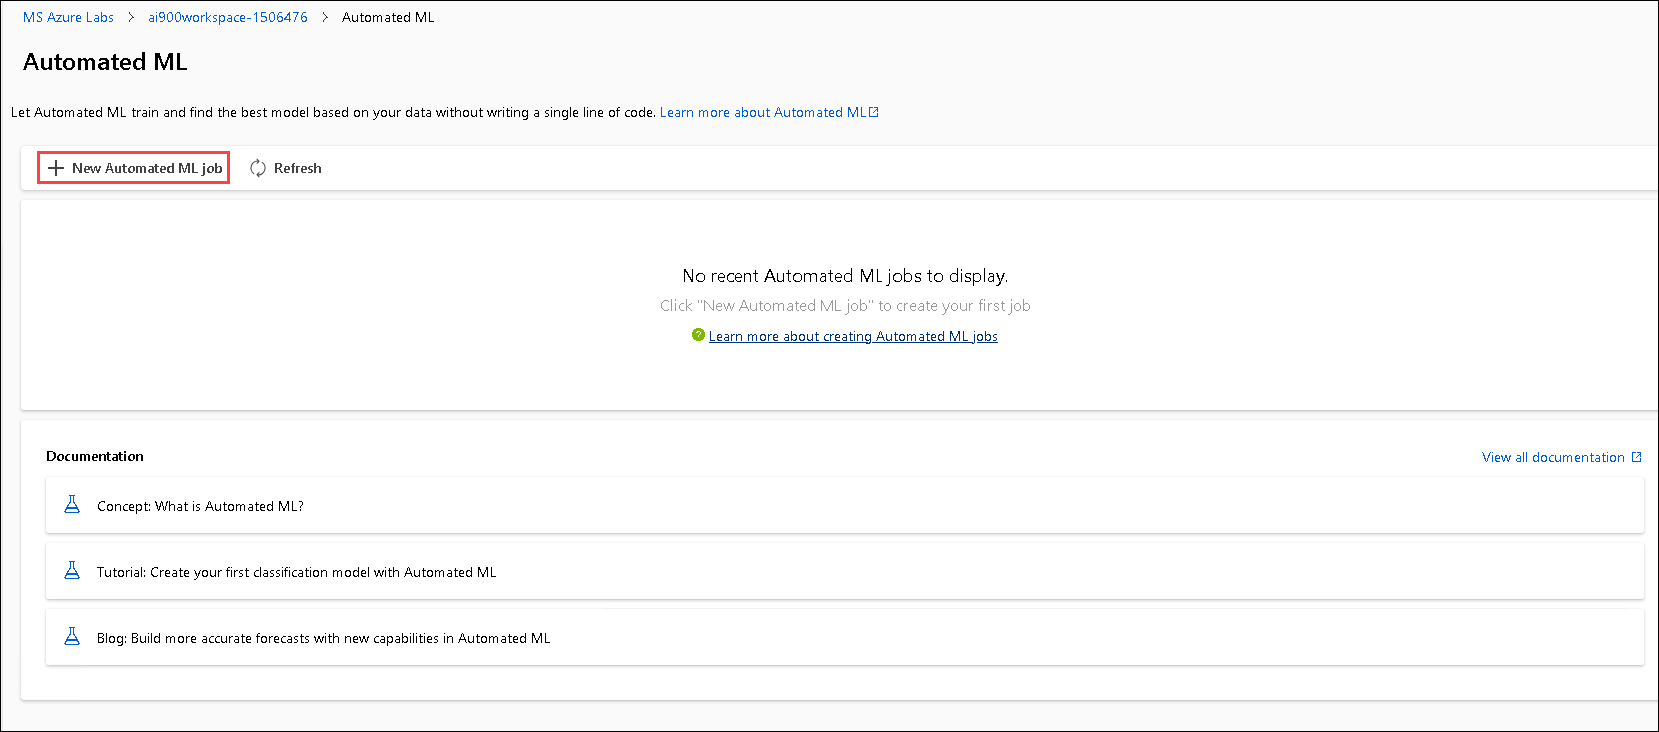 MS Azure Labs > ai900workspace-1506476 > Automated ML
Automated ML
Let Automated ML train and find the best model based on your data without writing a single line of code. Learn more about Automated ML
New Automated ML job Refresh
No recent Automated ML jobs to display.
Click "New Automated ML job" to create your first job
? Learn more about creating Automated ML jobs
Documentation View all documentation
Concept: What is Automated ML?
Tutorial: Create your first classification model with Automated ML
Blog: Build more accurate forecasts with new capabilities in Automated ML